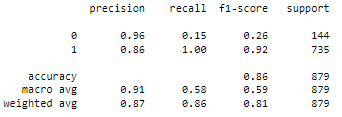 precision recall f1-score support
0 0.96 0.15 0.26 144
1 0.86 1.00 0.92 735
accuracy 0.86 879
macro avg 0.91 0.58 0.59 879
weighted avg 0.87 0.86 0.81 879